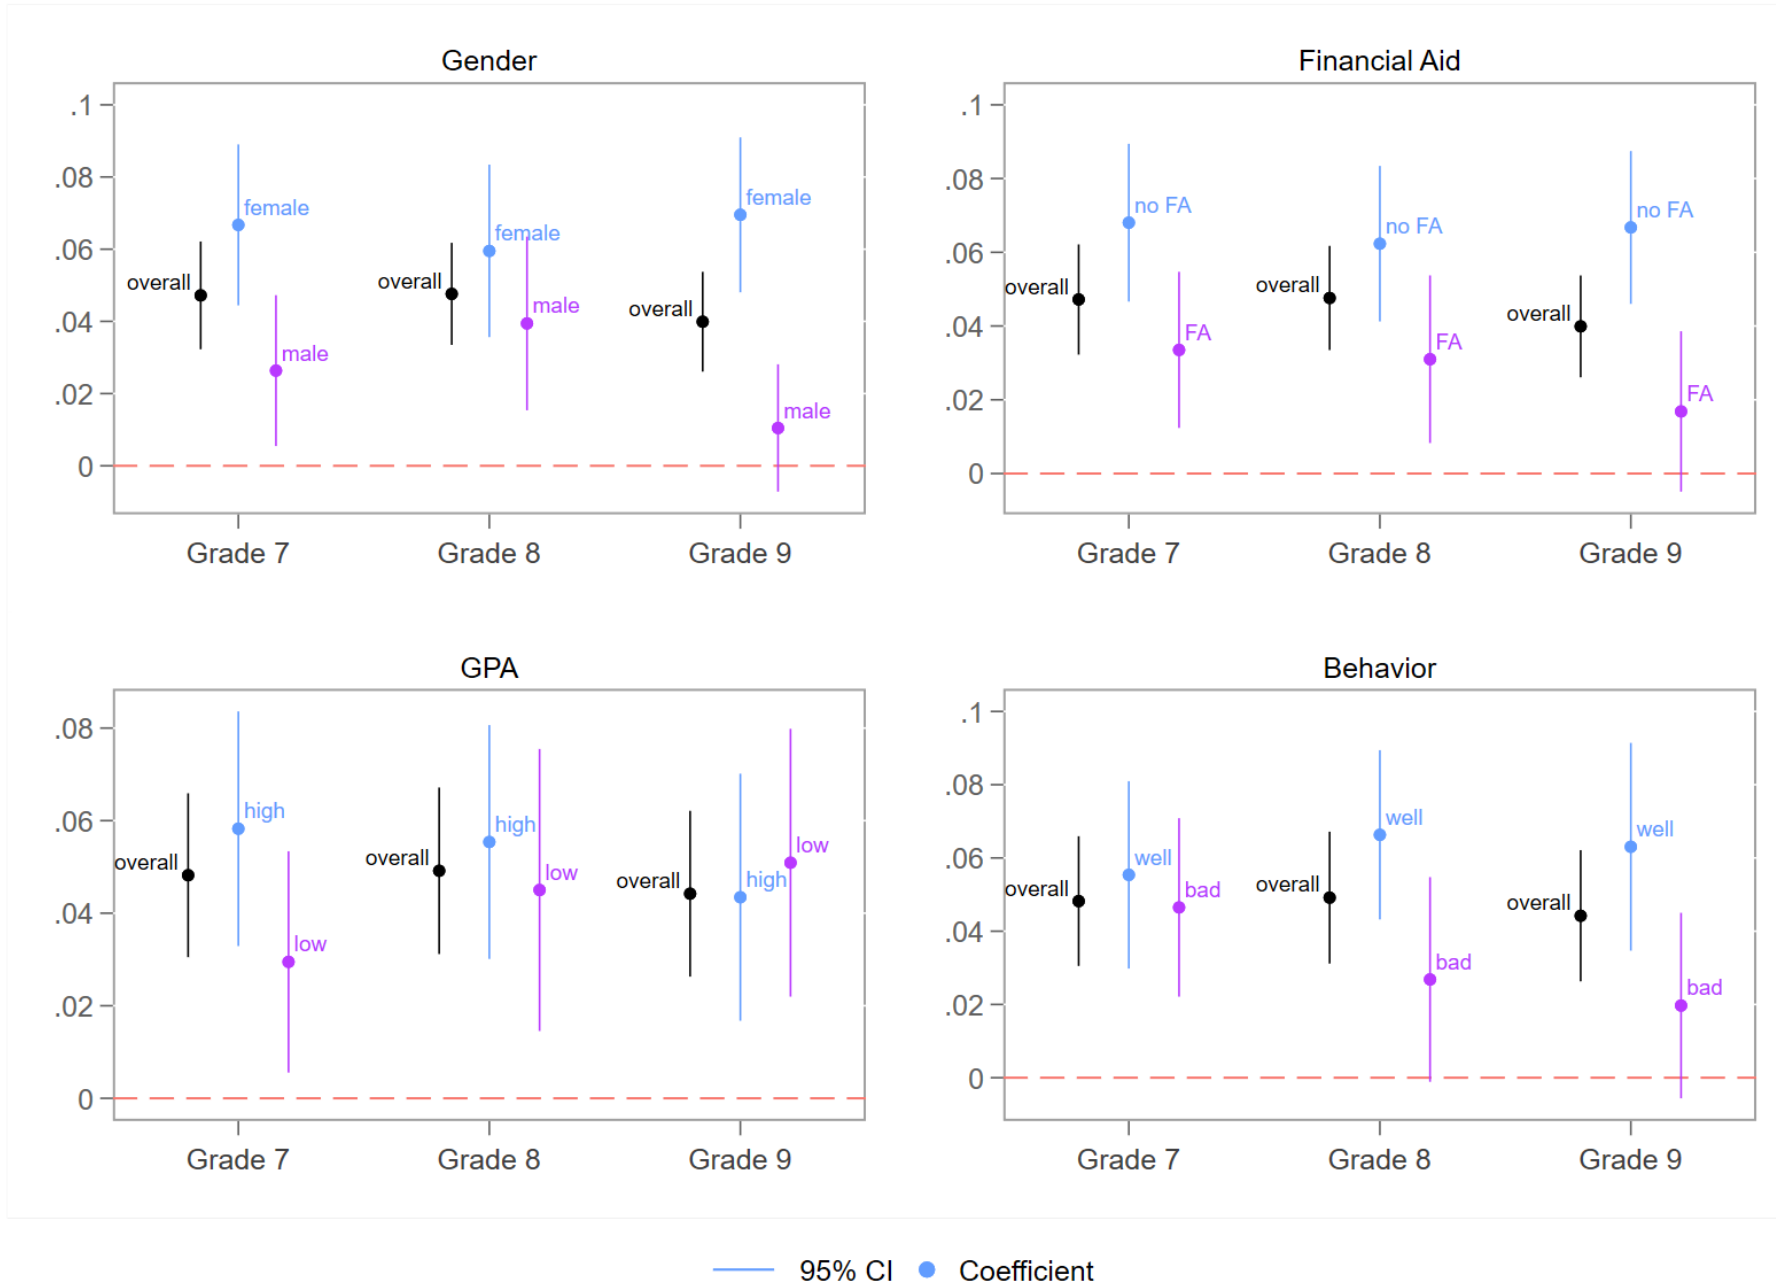 Gender
.1
.08
.06
.04
.02
0
overall
female
male
overall
female
male
overall
female
male
Grade 7
Grade 8
Grade 9
Financial Aid
.1
.08
.06
.04
.02
0
overall
no FA
FA
overall
no FA
FA
overall
no FA
FA
Grade 7
Grade 8
Grade 9
GPA
.08
.06
.04
.02
0
overall
high
low
overall
high
low
overall
high
low
Grade 7
Grade 8
Grade 9
Behavior
.1
.08
.06
.04
.02
0
overall
well
bad
overall
well
bad
overall
well
bad
Grade 7
Grade 8
Grade 9
95% CI
Coefficient